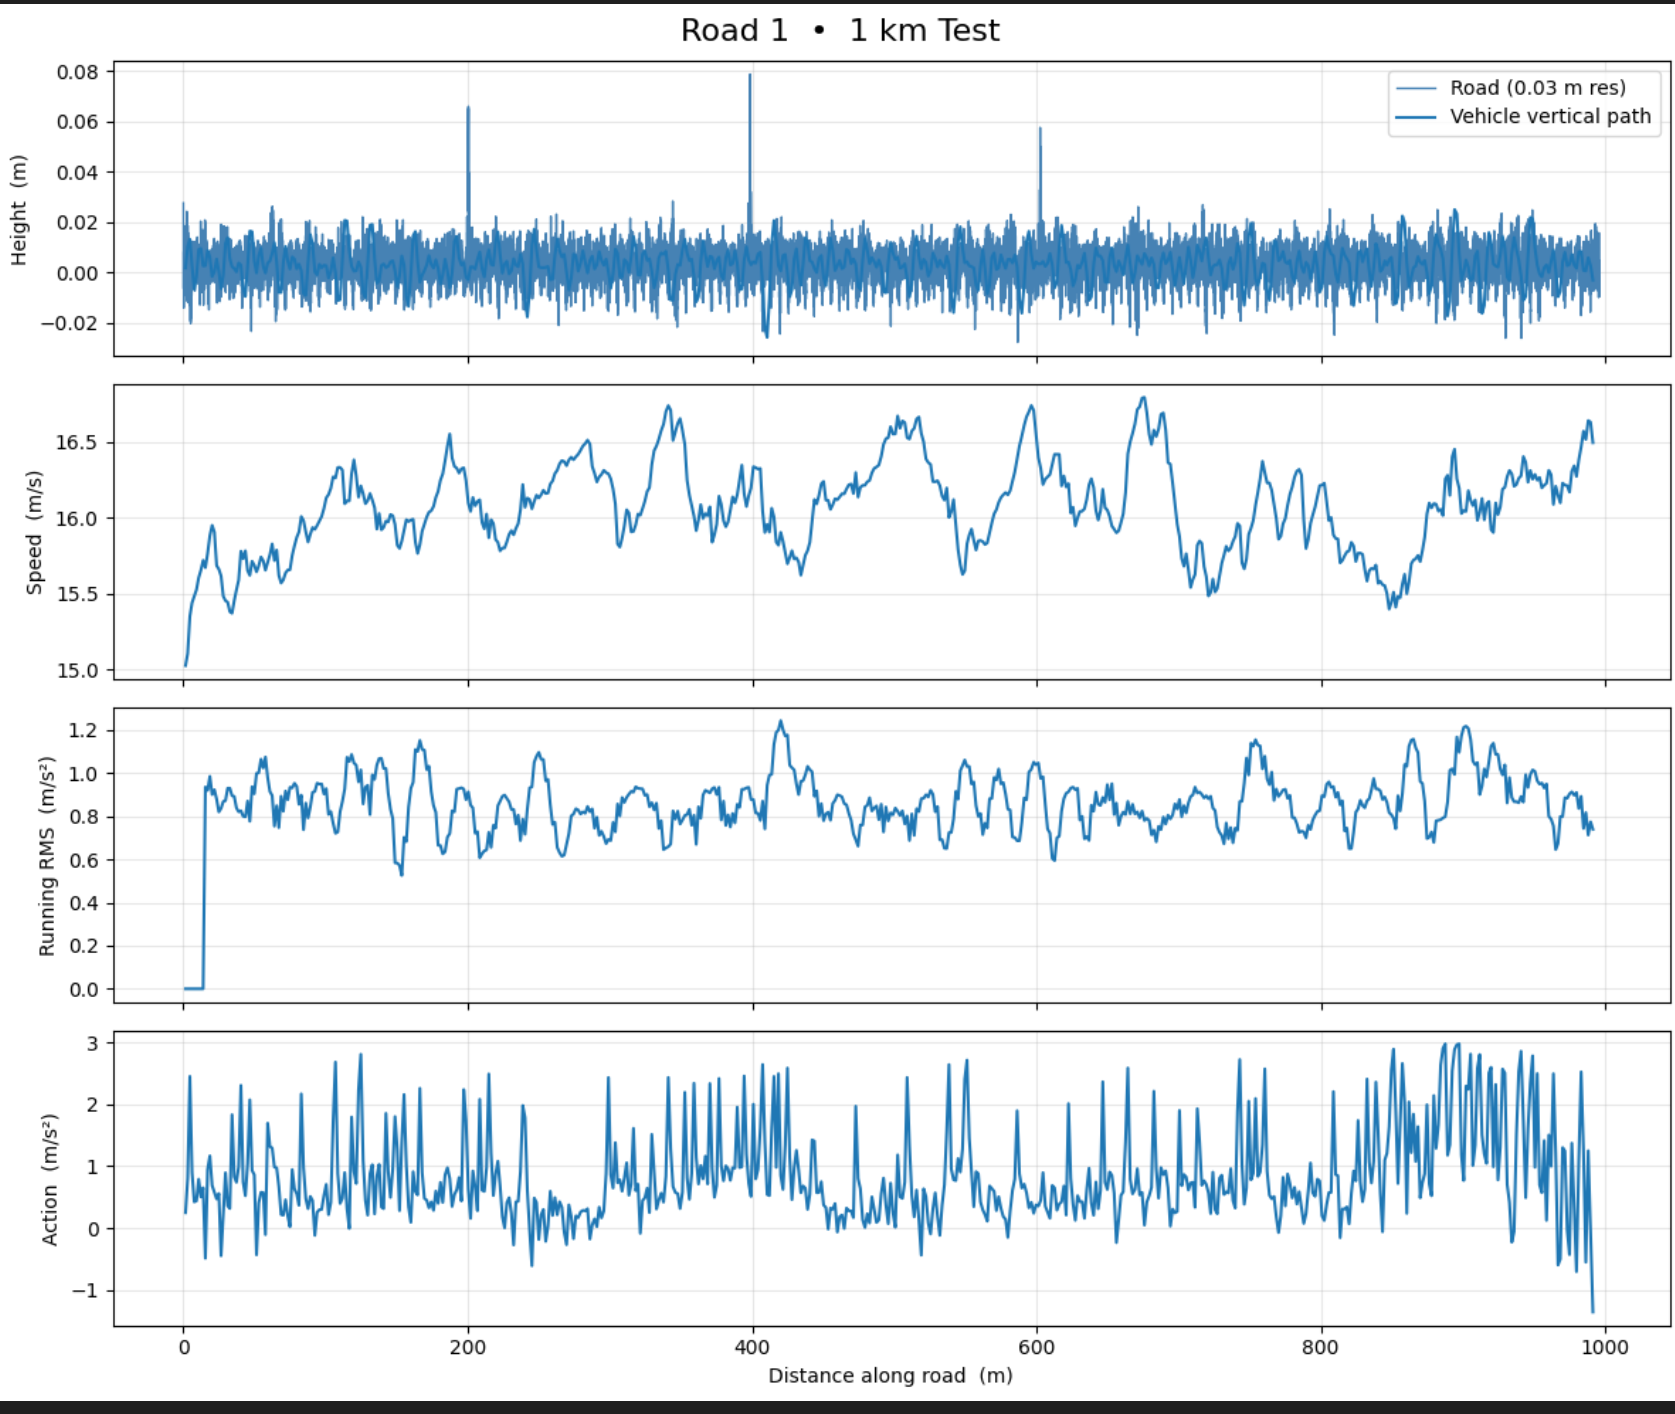 Road 1 • 1 km Test
Height (m)
0.08
0.06
0.04
0.02
0.00
−0.02
Road (0.03 m res)
Vehicle vertical path
Speed (m/s)
16.5
16.0
15.5
15.0
Running RMS (m/s²)
1.2
1.0
0.8
0.6
0.4
0.2
0.0
Action (m/s²)
3
2
1
0
−1
0 200 400 600 800 1000
Distance along road (m)